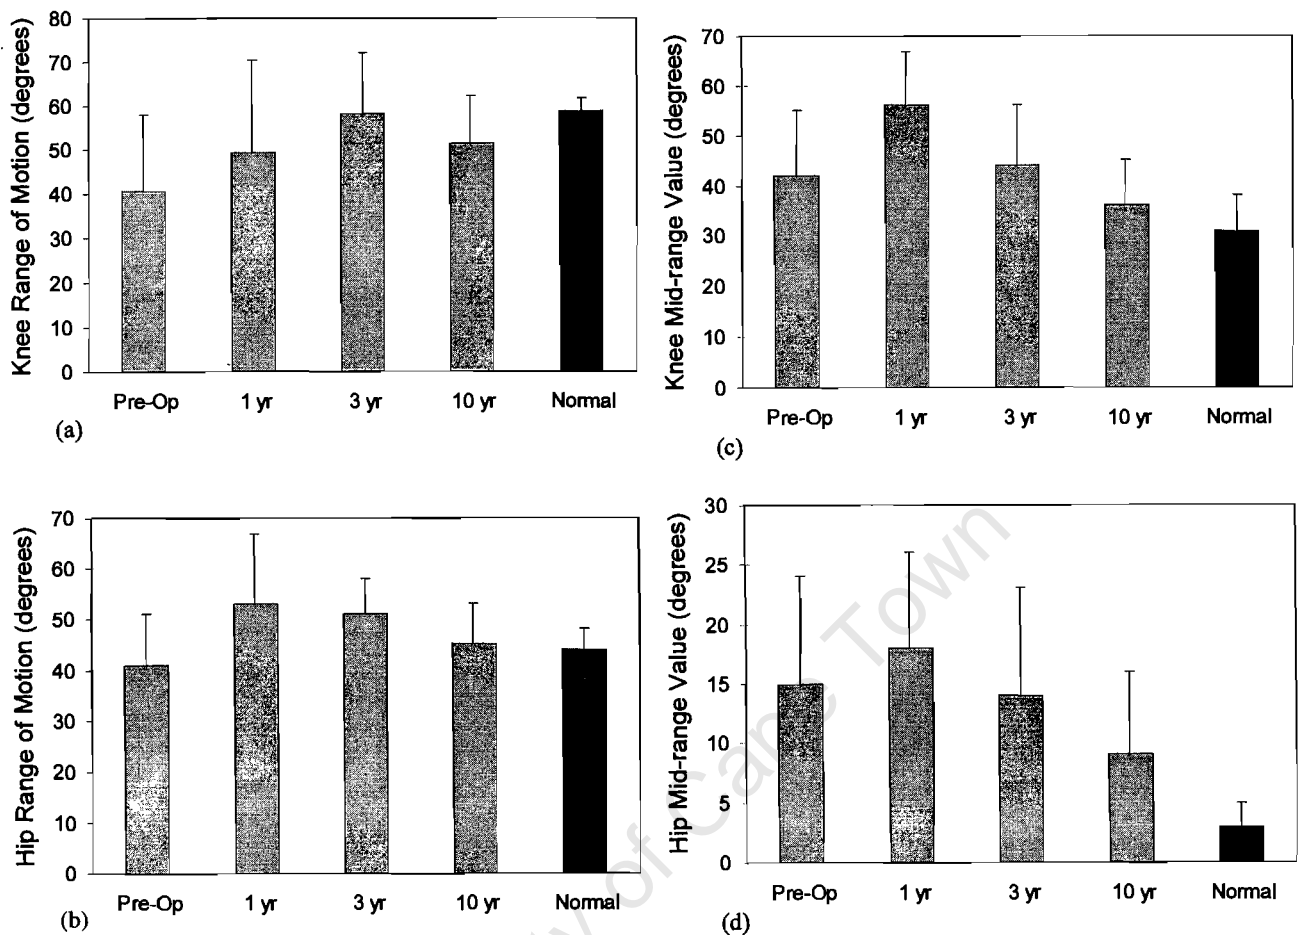 Knee Range of Motion (degrees)
80
70
60
50
40
30
20
10
0
Pre-Op 1 yr 3 yr 10 yr Normal
(a)
Knee Mid-range Value (degrees)
70
60
50
40
30
20
10
0
Pre-Op 1 yr 3 yr 10 yr Normal
(c)
Hip Range of Motion (degrees)
70
60
50
40
30
20
10
0
Pre-Op 1 yr 3 yr 10 yr Normal
(b)
Hip Mid-range Value (degrees)
30
25
20
15
10
5
0
Pre-Op 1 yr 3 yr 10 yr Normal
(d)
of Cape Town